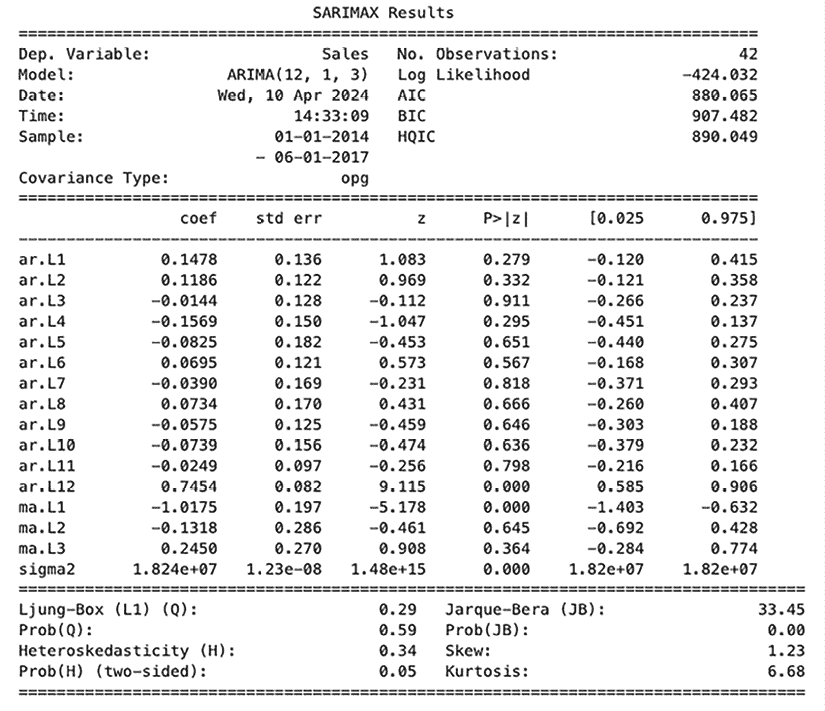 SARIMAX Results
==============================================================================
Dep. Variable: Sales No. Observations: 42
Model: ARIMA(12, 1, 3) Log Likelihood -424.032
Date: Wed, 10 Apr 2024 AIC 880.065
Time: 14:33:09 BIC 907.482
Sample: 01-01-2014 HQIC 890.049
- 06-01-2017
Covariance Type: opg
==============================================================================
coef std err z P>|z| [0.025 0.975]
------------------------------------------------------------------------------
ar.L1 0.1478 0.136 1.083 0.279 -0.120 0.415
ar.L2 0.1186 0.122 0.969 0.332 -0.121 0.358
ar.L3 -0.0144 0.128 -0.112 0.911 -0.266 0.237
ar.L4 -0.1569 0.150 -1.047 0.295 -0.451 0.137
ar.L5 -0.0825 0.182 -0.453 0.651 -0.440 0.275
ar.L6 0.0695 0.121 0.573 0.567 -0.168 0.307
ar.L7 -0.0390 0.169 -0.231 0.818 -0.371 0.293
ar.L8 0.0734 0.170 0.431 0.666 -0.260 0.407
ar.L9 -0.0575 0.125 -0.459 0.646 -0.303 0.188
ar.L10 -0.0739 0.156 -0.474 0.636 -0.379 0.232
ar.L11 -0.0249 0.097 -0.256 0.798 -0.216 0.166
ar.L12 0.7454 0.082 9.115 0.000 0.585 0.906
ma.L1 -1.0175 0.197 -5.178 0.000 -1.403 -0.632
ma.L2 -0.1318 0.286 -0.461 0.645 -0.692 0.428
ma.L3 0.2450 0.270 0.908 0.364 -0.284 0.774
sigma2 1.824e+07 1.23e-08 1.48e+15 0.000 1.82e+07 1.82e+07
===================================================================================
Ljung-Box (L1) (Q): 0.29 Jarque-Bera (JB): 33.45
Prob(Q): 0.59 Prob(JB): 0.00
Heteroskedasticity (H): 0.34 Skew: 1.23
Prob(H) (two-sided): 0.05 Kurtosis: 6.68
===================================================================================